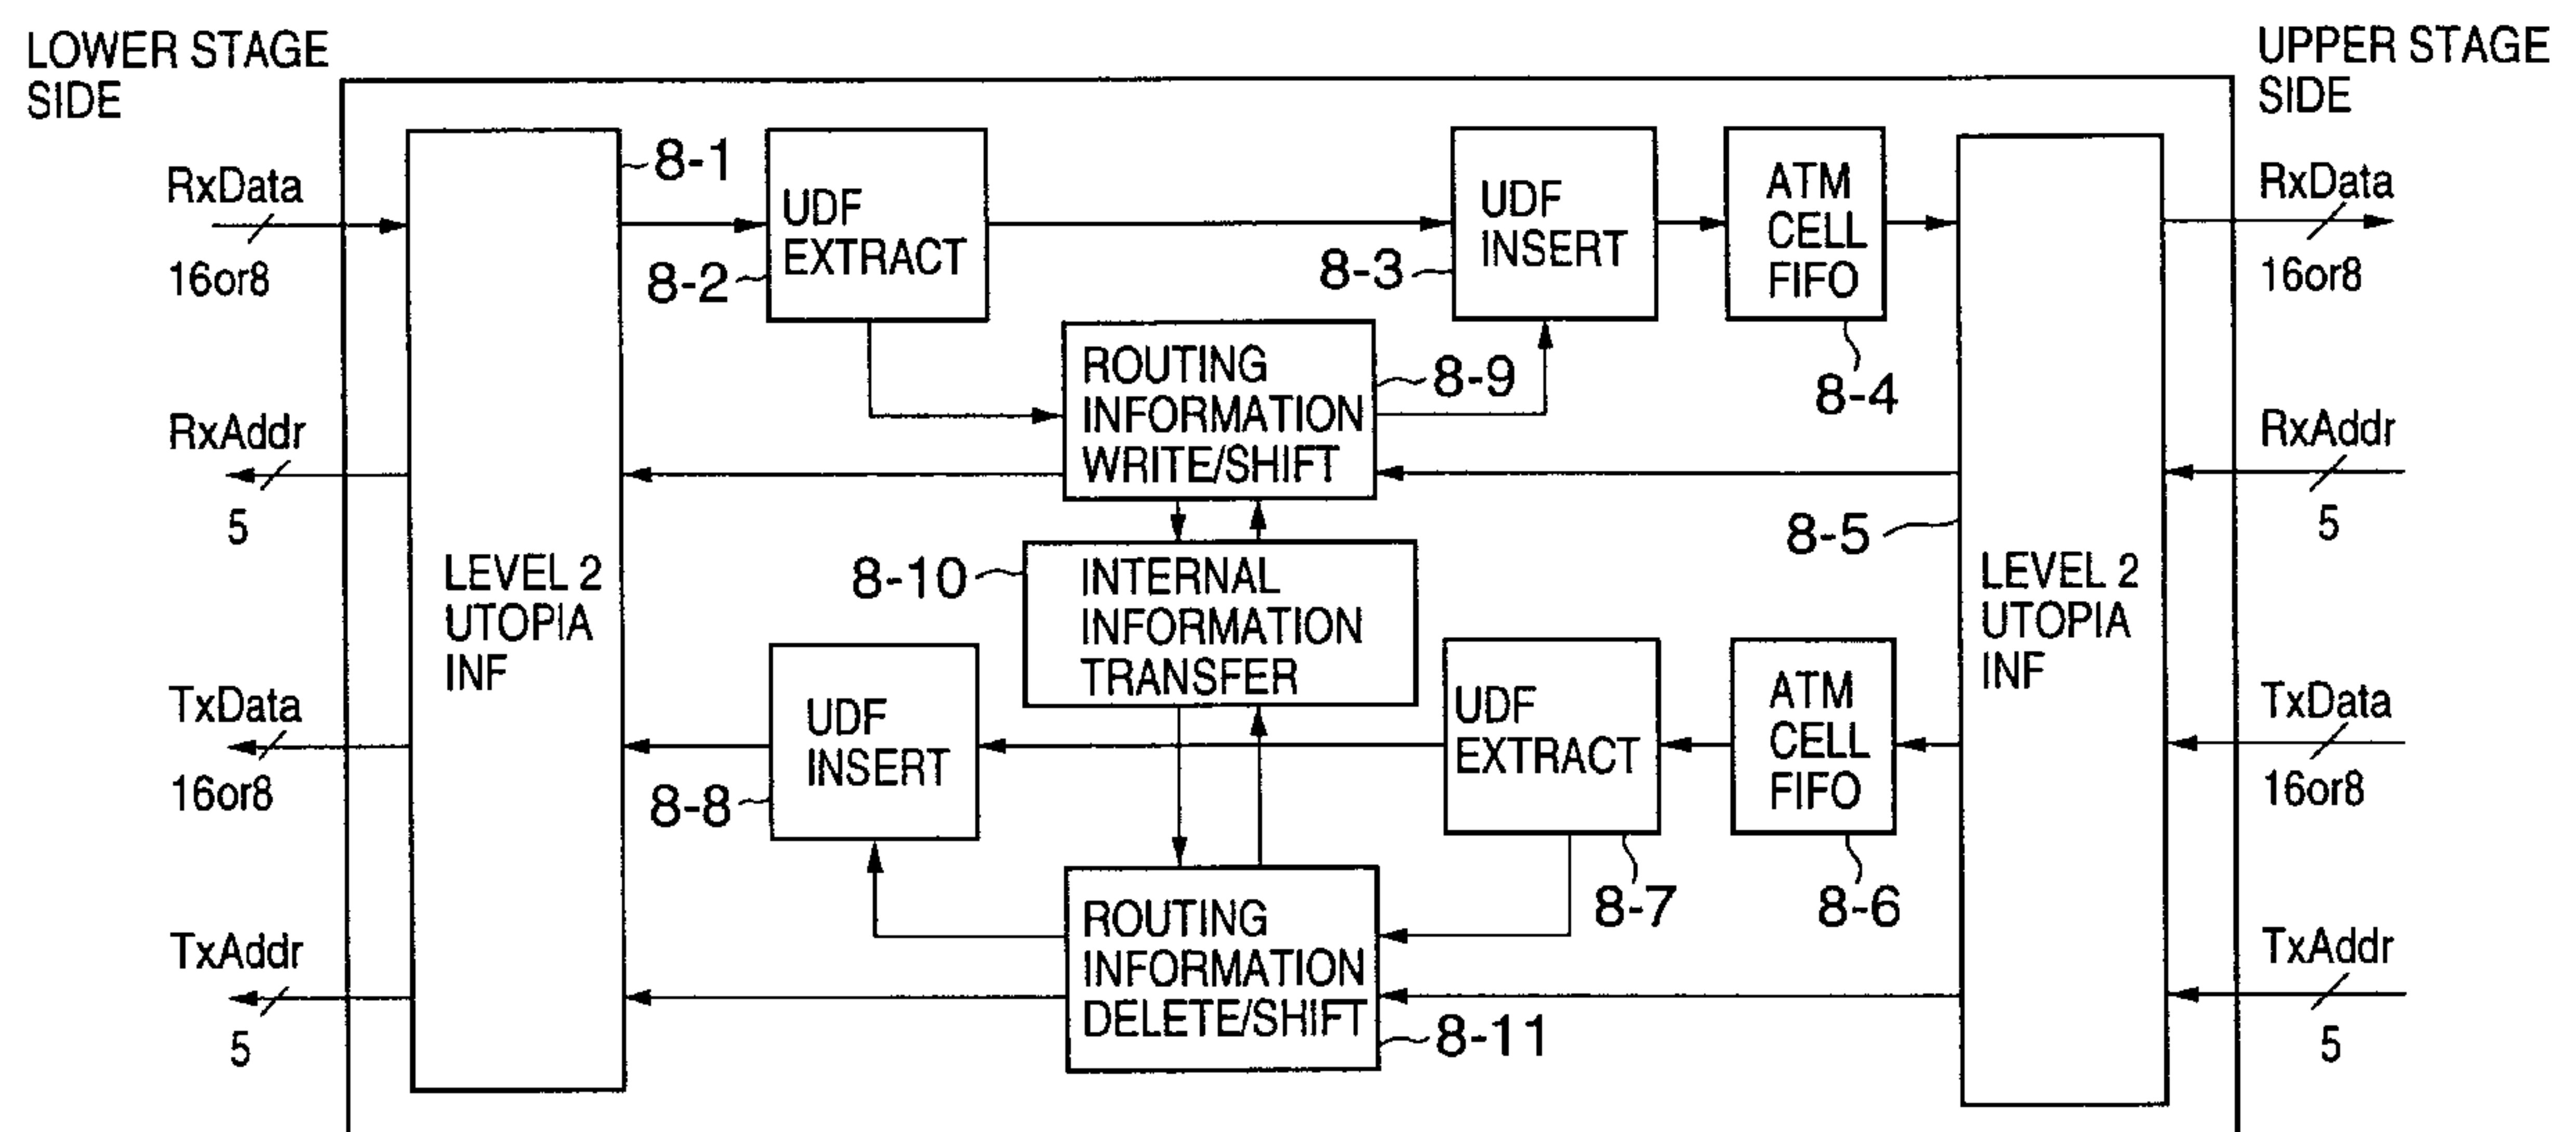 LOWER STAGE
SIDE
UPPER STAGE
SIDE
RxData
16or8
8-1
UDF
EXTRACT
8-2
UDF
INSERT
8-3
ATM
CELL
FIFO
8-4
RxData
16or8
ROUTING
INFORMATION
WRITE/SHIFT
8-9
RxAddr
5
RxAddr
5
8-5
LEVEL 2
UTOPIA
INF
8-10
INTERNAL
INFORMATION
TRANSFER
LEVEL 2
UTOPIA
INF
TxData
16or8
UDF
INSERT
8-8
UDF
EXTRACT
8-7
ATM
CELL
FIFO
8-6
TxData
16or8
TxAddr
5
ROUTING
INFORMATION
DELETE/SHIFT
8-11
TxAddr
5